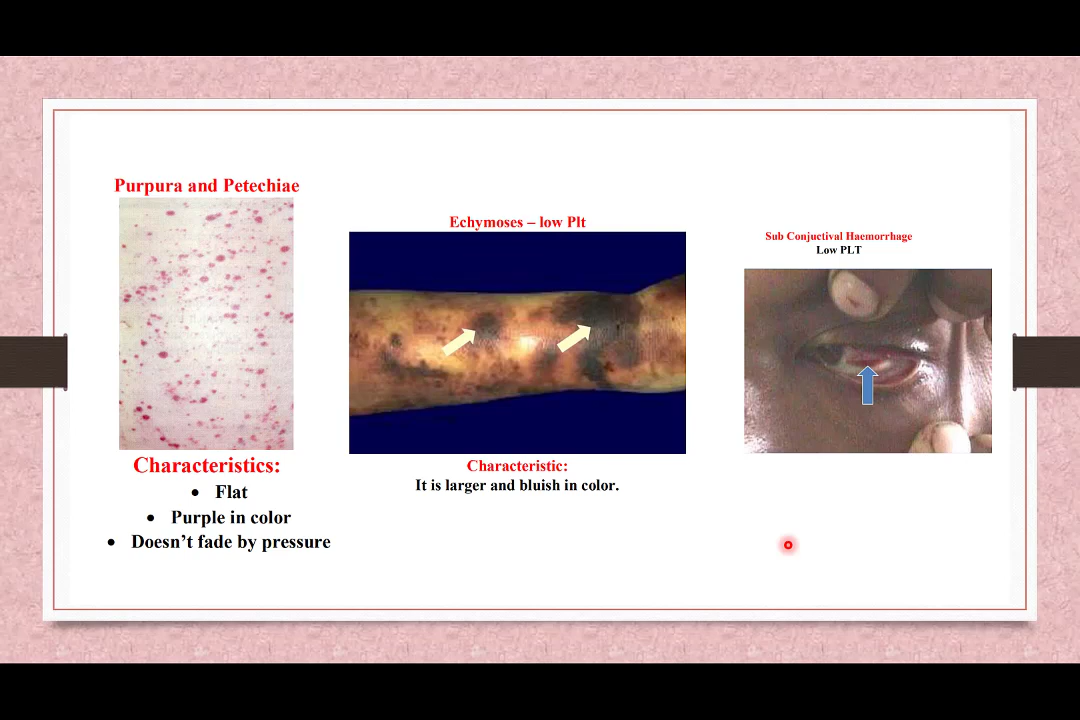 Purpura and Petechiae
Characteristics:
• Flat
• Purple in color
• Doesn’t fade by pressure
Echymoses – low Plt
Characteristic:
It is larger and bluish in color.
Sub Conjuctival Haemorrhage
Low PLT